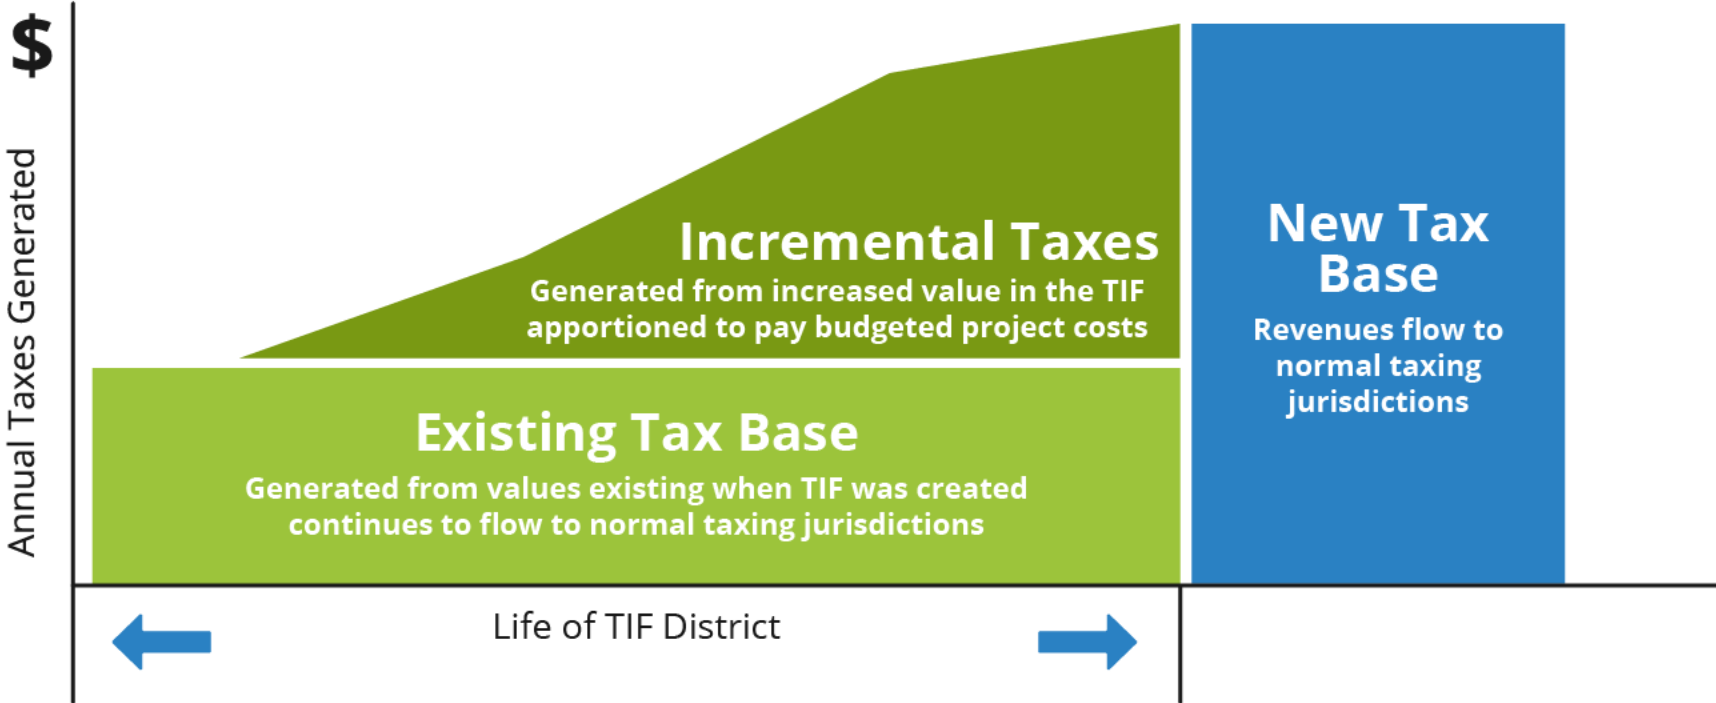 $
Annual Taxes Generated
Incremental Taxes
Generated from increased value in the TIF
apportioned to pay budgeted project costs
Existing Tax Base
Generated from values existing when TIF was created
continues to flow to normal taxing jurisdictions
New Tax
Base
Revenues flow to
normal taxing
jurisdictions
Life of TIF District